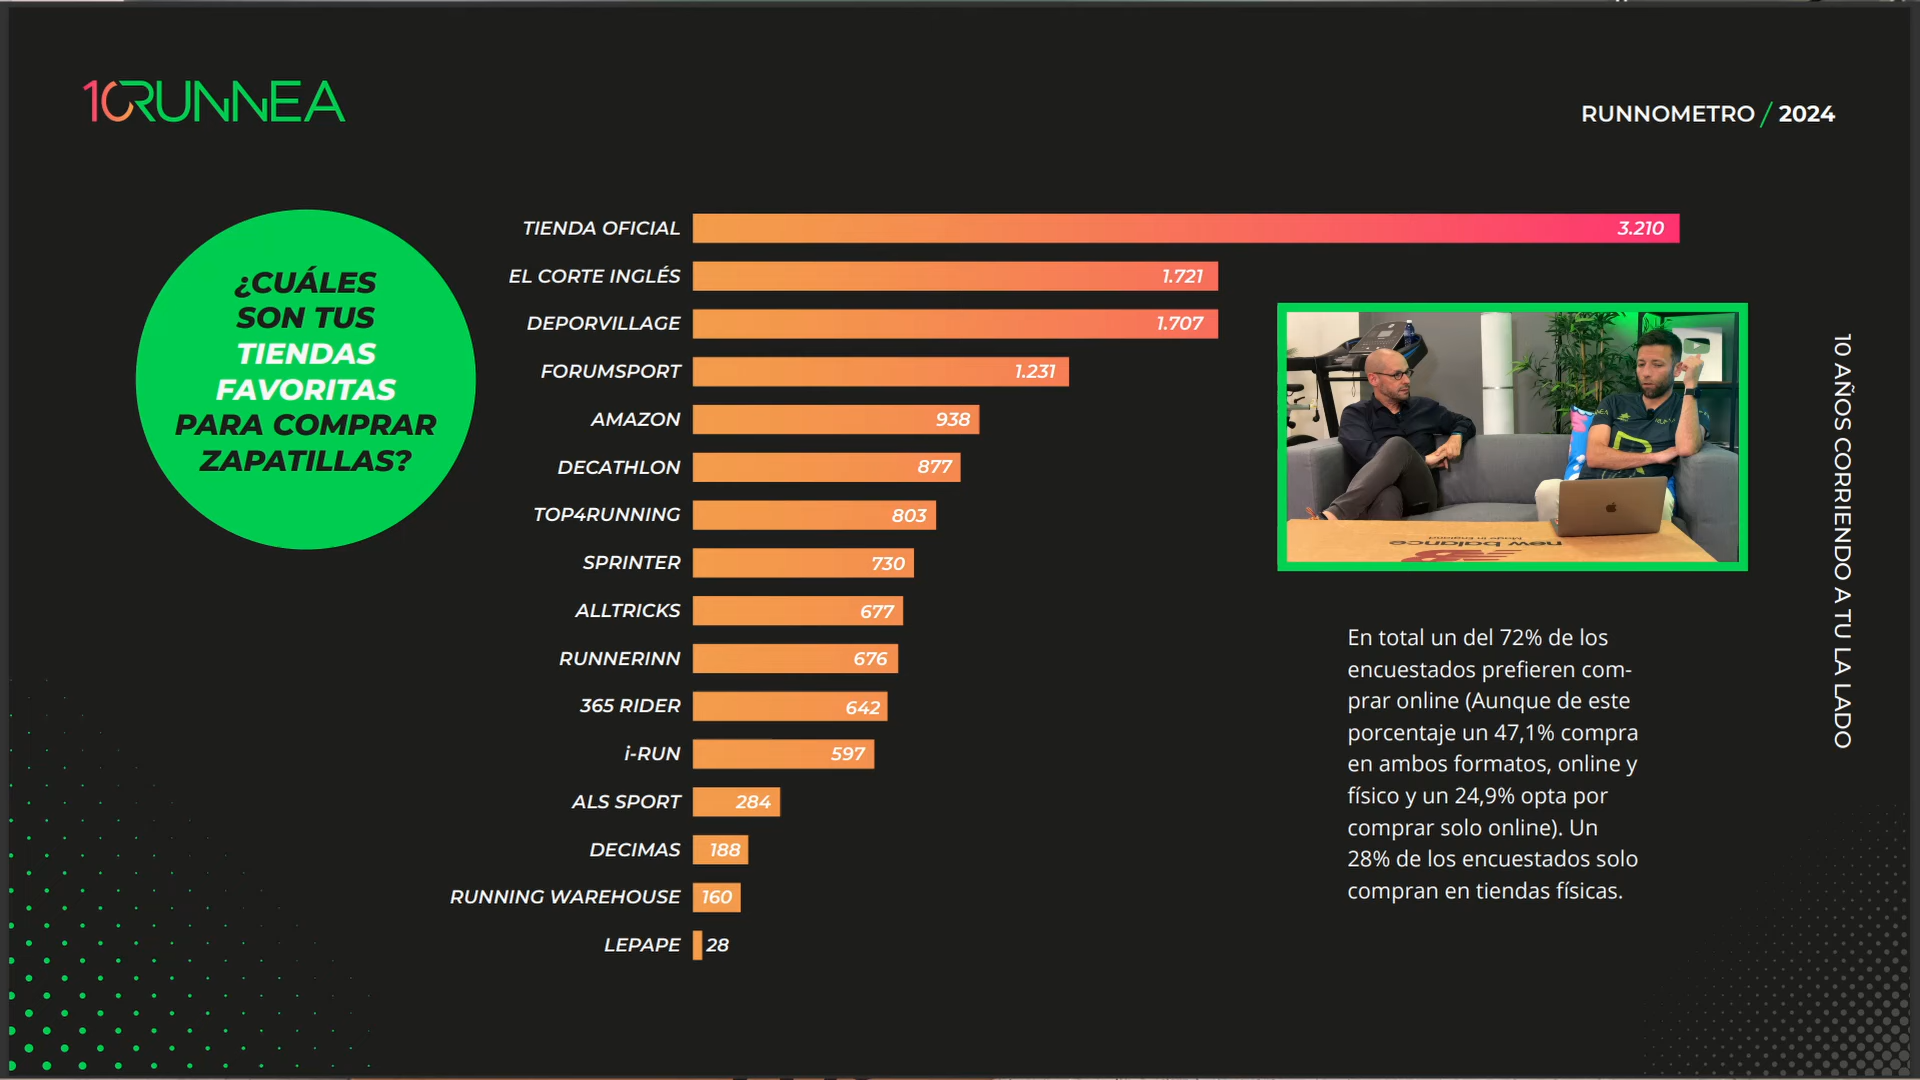 10RUNNEA
RUNNOMETRO / 2024
¿CUÁLES
SON TUS
TIENDAS
FAVORITAS
PARA COMPRAR
ZAPATILLAS?
TIENDA OFICIAL 3.210
EL CORTE INGLÉS 1.721
DEPORVILLAGE 1.707
FORUMSPORT 1.231
AMAZON 938
DECATHLON 877
TOP4RUNNING 803
SPRINTER 730
ALLTRICKS 677
RUNNERINN 676
365 RIDER 642
i-RUN 597
ALS SPORT 284
DECIMAS 188
RUNNING WAREHOUSE 160
LEPAPE 28
new balance
Made in England
En total un del 72% de los
encuestados prefieren com-
prar online (Aunque de este
porcentaje un 47,1% compra
en ambos formatos, online y
físico y un 24,9% opta por
comprar solo online). Un
28% de los encuestados solo
compran en tiendas físicas.
10 AÑOS CORRIENDO A TU LA LADO